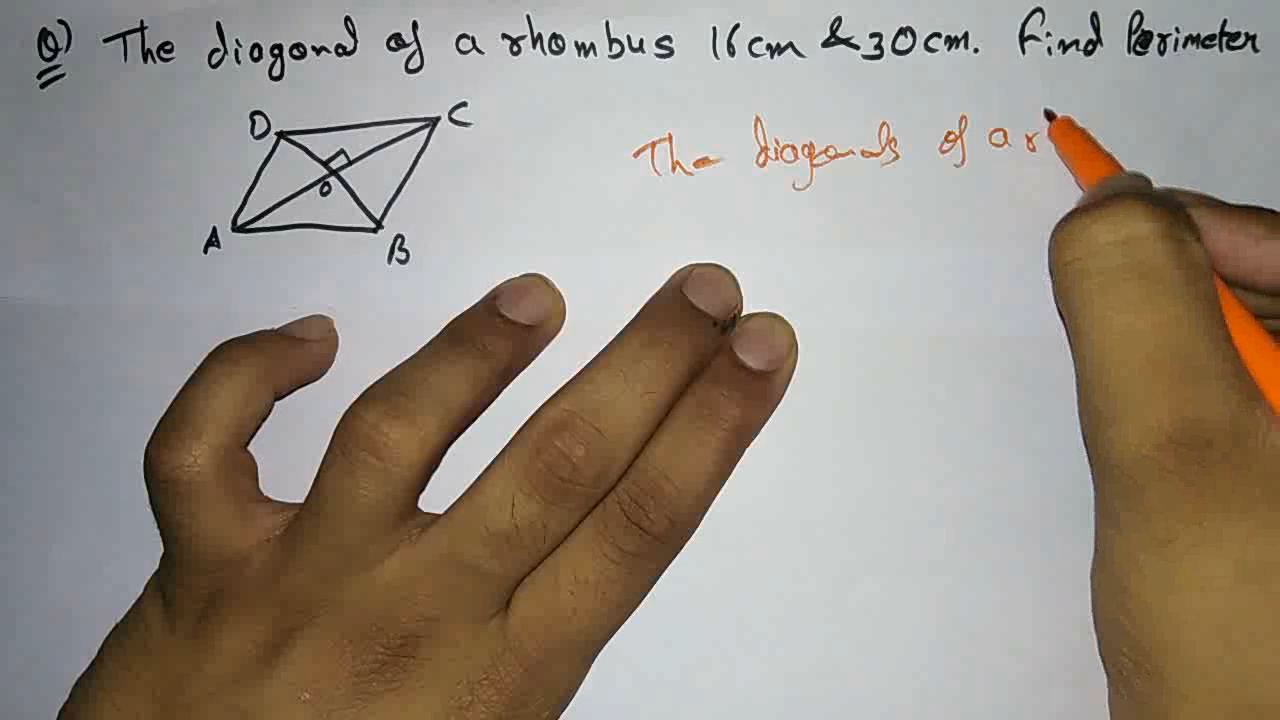 Q) The diagonal of a rhombus 16cm & 30cm. Find Perimeter
D C
The diagonals of a r
O
A B